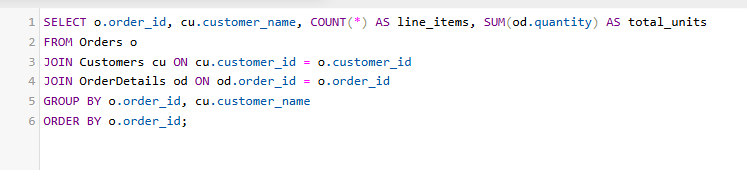 1 SELECT o.order_id, cu.customer_name, COUNT(*) AS line_items, SUM(od.quantity) AS total_units
2 FROM Orders o
3 JOIN Customers cu ON cu.customer_id = o.customer_id
4 JOIN OrderDetails od ON od.order_id = o.order_id
5 GROUP BY o.order_id, cu.customer_name
6 ORDER BY o.order_id;